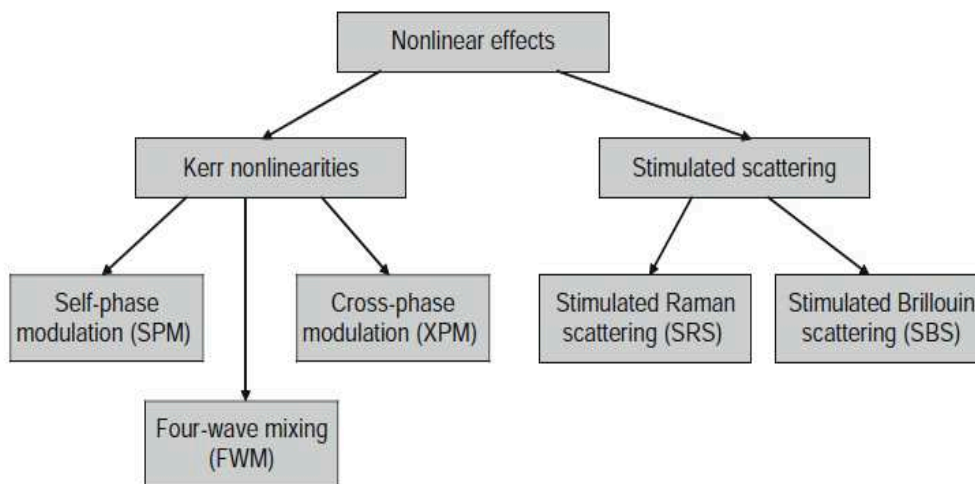 Nonlinear effects
Kerr nonlinearities
Stimulated scattering
Self-phase
modulation (SPM)
Cross-phase
modulation (XPM)
Stimulated Raman
scattering (SRS)
Stimulated Brillouin
scattering (SBS)
Four-wave mixing
(FWM)